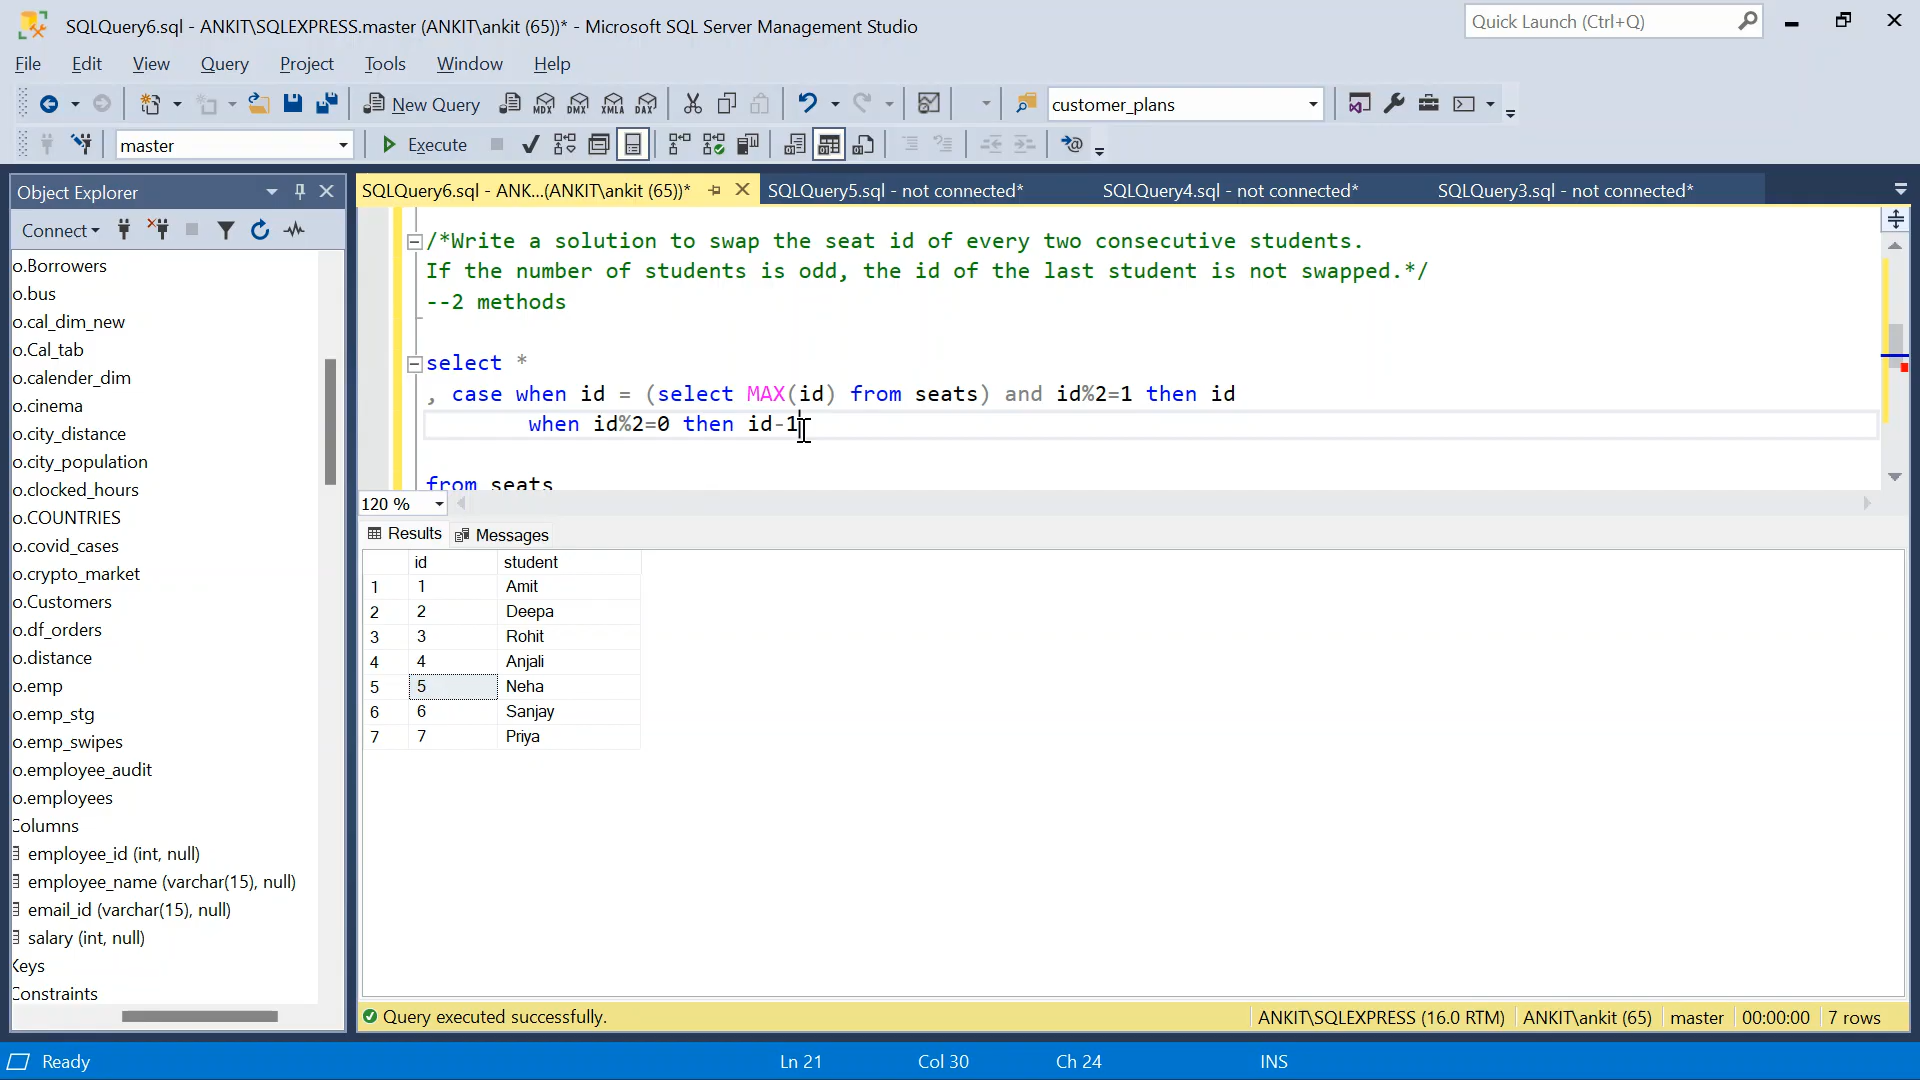 SQLQuery6.sql - ANKIT\SQLEXPRESS.master (ANKIT\ankit (65))* - Microsoft SQL Server Management Studio
Quick Launch (Ctrl+Q)
File Edit View Query Project Tools Window Help
New Query MDX DMX XMLA DAX customer_plans
master Execute
Object Explorer
SQLQuery6.sql - ANK...(ANKIT\ankit (65))* SQLQuery5.sql - not connected* SQLQuery4.sql - not connected* SQLQuery3.sql - not connected*
Connect
o.Borrowers
o.bus
o.cal_dim_new
o.Cal_tab
o.calender_dim
o.cinema
o.city_distance
o.city_population
o.clocked_hours
o.COUNTRIES
o.covid_cases
o.crypto_market
o.Customers
o.df_orders
o.distance
o.emp
o.emp_stg
o.emp_swipes
o.employee_audit
o.employees
Columns
employee_id (int, null)
employee_name (varchar(15), null)
email_id (varchar(15), null)
salary (int, null)
Keys
Constraints
/*Write a solution to swap the seat id of every two consecutive students.
If the number of students is odd, the id of the last student is not swapped.*/
--2 methods
select *
, case when id = (select MAX(id) from seats) and id%2=1 then id
when id%2=0 then id-1
from seats
120 %
Results Messages
id student
1 1 Amit
2 2 Deepa
3 3 Rohit
4 4 Anjali
5 5 Neha
6 6 Sanjay
7 7 Priya
Query executed successfully. ANKIT\SQLEXPRESS (16.0 RTM) ANKIT\ankit (65) master 00:00:00 7 rows
Ready Ln 21 Col 30 Ch 24 INS